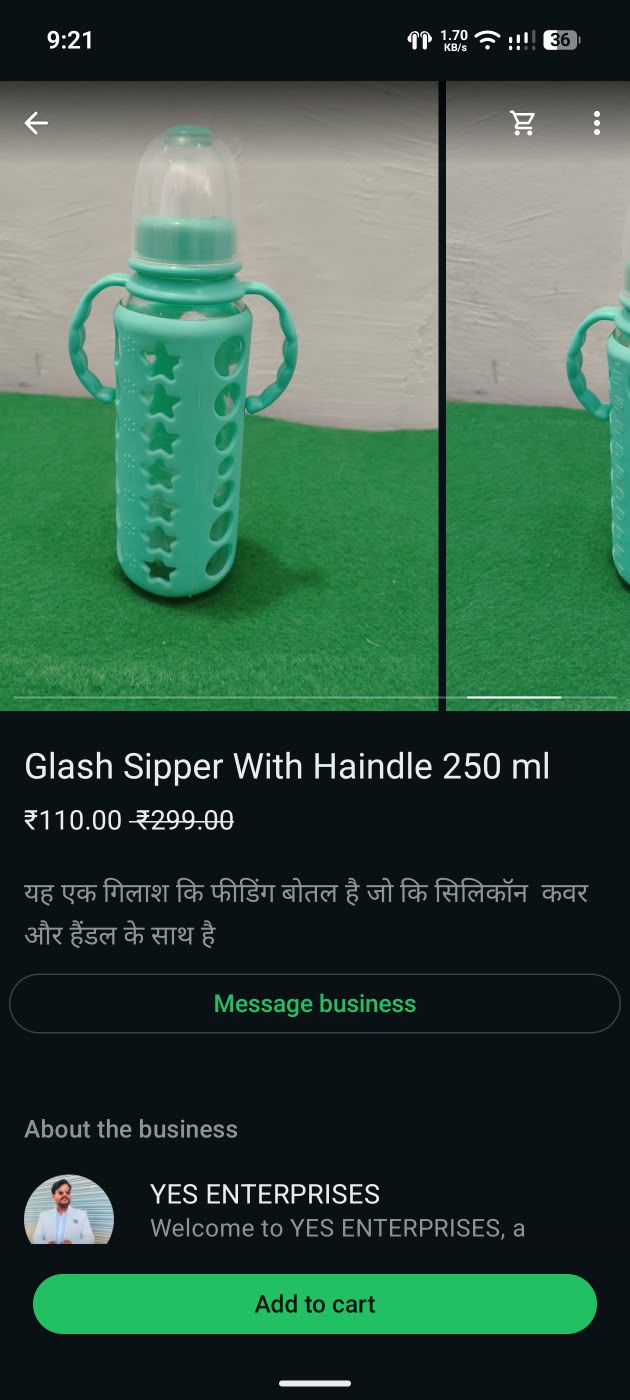 9:21
1.70
KB/s
36
Glash Sipper With Haindle 250 ml
₹110.00 ₹299.00
यह एक गिलाश कि फीडिंग बोतल है जो कि सिलिकॉन कवर
और हैंडल के साथ है
Message business
About the business
YES ENTERPRISES
Welcome to YES ENTERPRISES, a
Add to cart